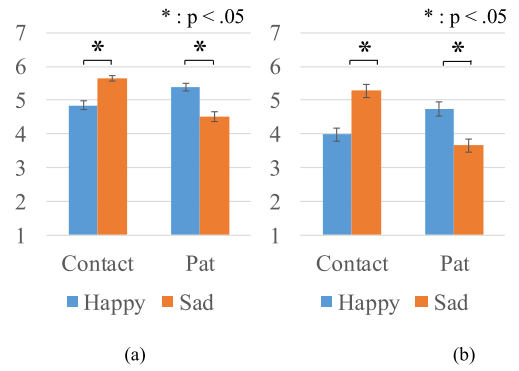 * : p < .05
* : p < .05
7
6
5
4
3
2
1
*
*
Contact
Pat
Happy
Sad
(a)
7
6
5
4
3
2
1
*
*
Contact
Pat
Happy
Sad
(b)